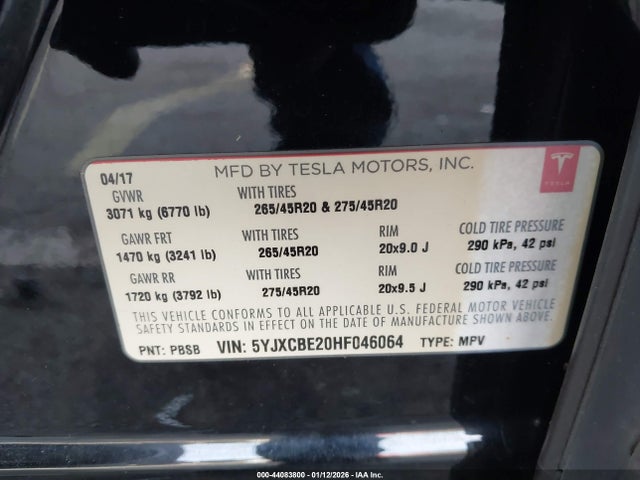 MFD BY TESLA MOTORS, INC.
TESLA
04/17
GVWR WITH TIRES
3071 kg (6770 lb) 265/45R20 & 275/45R20
GAWR FRT WITH TIRES RIM COLD TIRE PRESSURE
1470 kg (3241 lb) 265/45R20 20x9.0 J 290 kPa, 42 psi
GAWR RR WITH TIRES RIM COLD TIRE PRESSURE
1720 kg (3792 lb) 275/45R20 20x9.5 J 290 kPa, 42 psi
THIS VEHICLE CONFORMS TO ALL APPLICABLE U.S. FEDERAL MOTOR VEHICLE
SAFETY STANDARDS IN EFFECT ON THE DATE OF MANUFACTURE SHOWN ABOVE.
PNT: PBSB VIN: 5YJXCBE20HF046064 TYPE: MPV
000-44083800 - 01/12/2026 - IAA Inc.